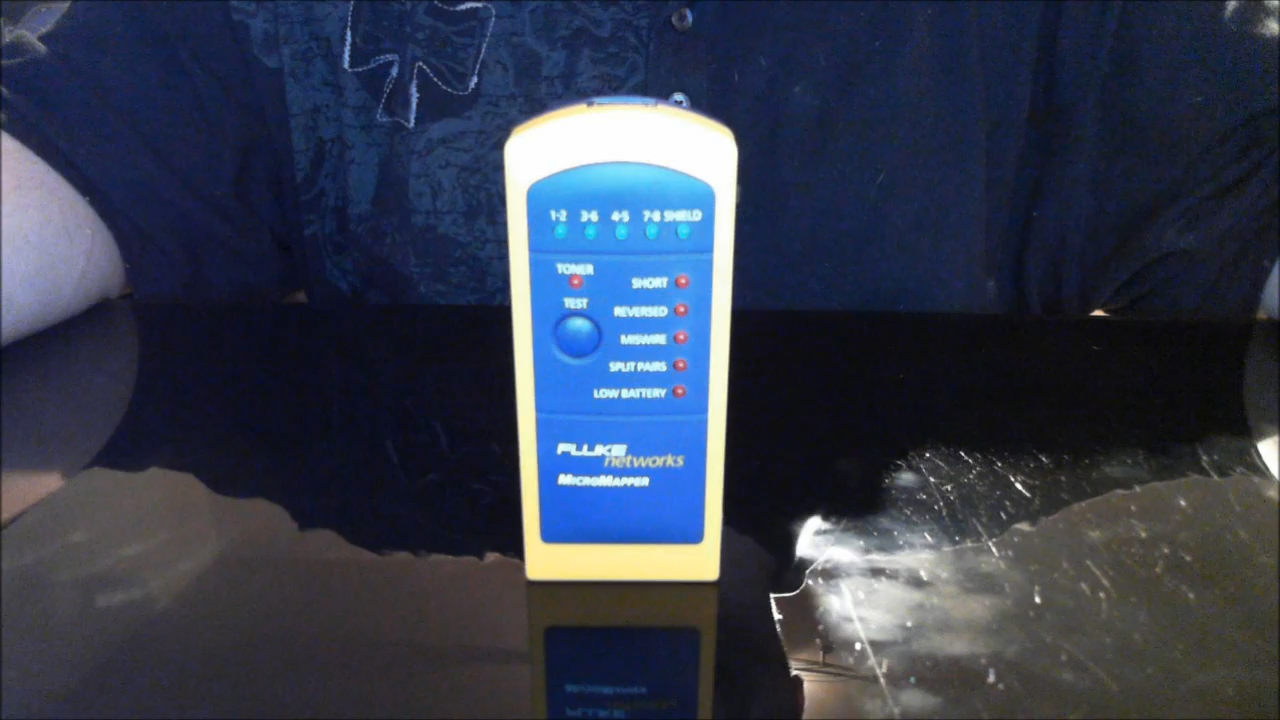 1-2 3-6 4-5 7-8 SHIELD
TONER
SHORT
TEST
REVERSED
MISWIRE
SPLIT PAIRS
LOW BATTERY
FLUKE
networks
MICROMAPPER